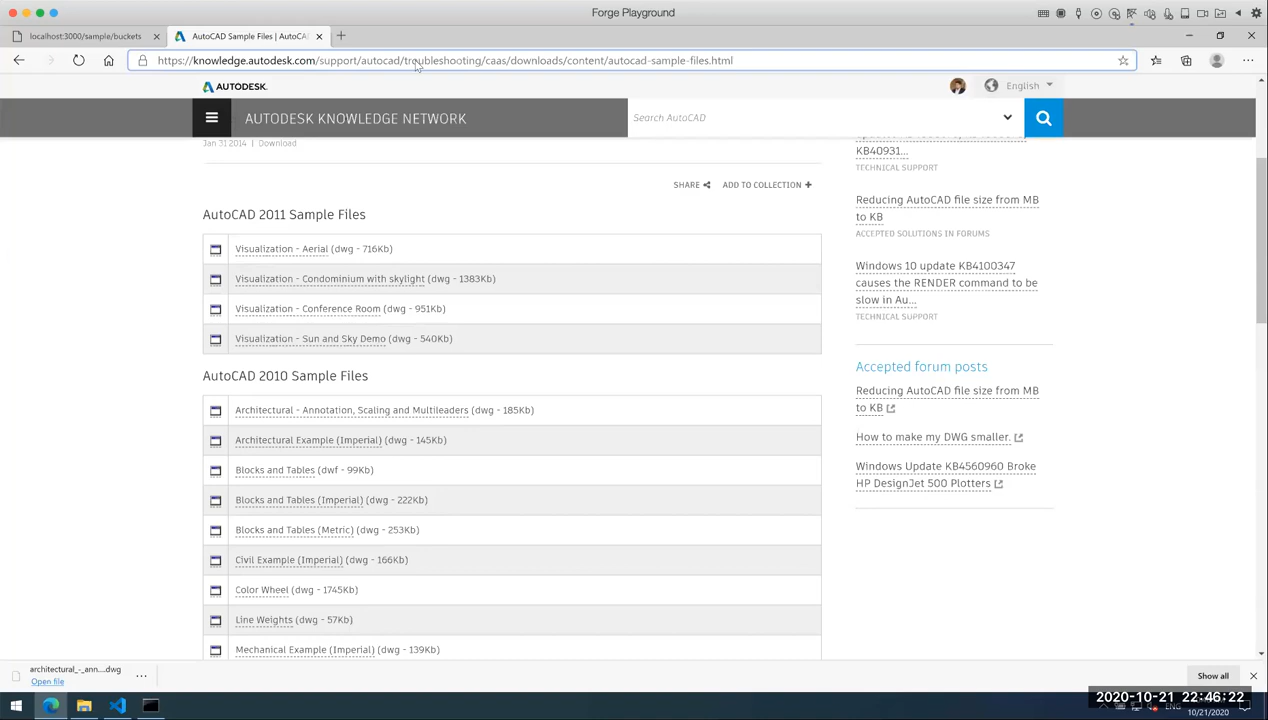 Forge Playground
localhost:3000/sample/buckets
AutoCAD Sample Files | AutoCA
https://knowledge.autodesk.com/support/autocad/troubleshooting/caas/downloads/content/autocad-sample-files.html
AUTODESK.
English
AUTODESK KNOWLEDGE NETWORK
Search AutoCAD
Jan 31 2014 | Download
SHARE
ADD TO COLLECTION
AutoCAD 2011 Sample Files
Visualization - Aerial (dwg - 716Kb)
Visualization - Condominium with skylight (dwg - 1383Kb)
Visualization - Conference Room (dwg - 951Kb)
Visualization - Sun and Sky Demo (dwg - 540Kb)
AutoCAD 2010 Sample Files
Architectural - Annotation, Scaling and Multileaders (dwg - 185Kb)
Architectural Example (Imperial) (dwg - 145Kb)
Blocks and Tables (dwf - 99Kb)
Blocks and Tables (Imperial) (dwg - 222Kb)
Blocks and Tables (Metric) (dwg - 253Kb)
Civil Example (Imperial) (dwg - 166Kb)
Color Wheel (dwg - 1745Kb)
Line Weights (dwg - 57Kb)
Mechanical Example (Imperial) (dwg - 139Kb)
KB40931...
TECHNICAL SUPPORT
Reducing AutoCAD file size from MB
to KB
ACCEPTED SOLUTIONS IN FORUMS
Windows 10 update KB4100347
causes the RENDER command to be
slow in Au...
TECHNICAL SUPPORT
Accepted forum posts
Reducing AutoCAD file size from MB
to KB
How to make my DWG smaller.
Windows Update KB4560960 Broke
HP DesignJet 500 Plotters
architectural_-_ann....dwg
Open file
Show all
2020-10-21 22:46:22
ENG
10/21/2020